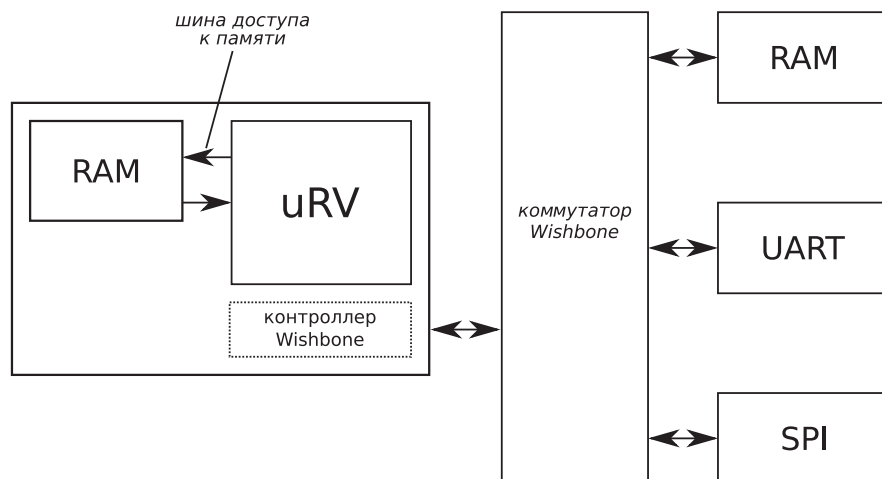 шина доступа
к памяти
RAM
uRV
контроллер
Wishbone
коммутатор
Wishbone
RAM
UART
SPI